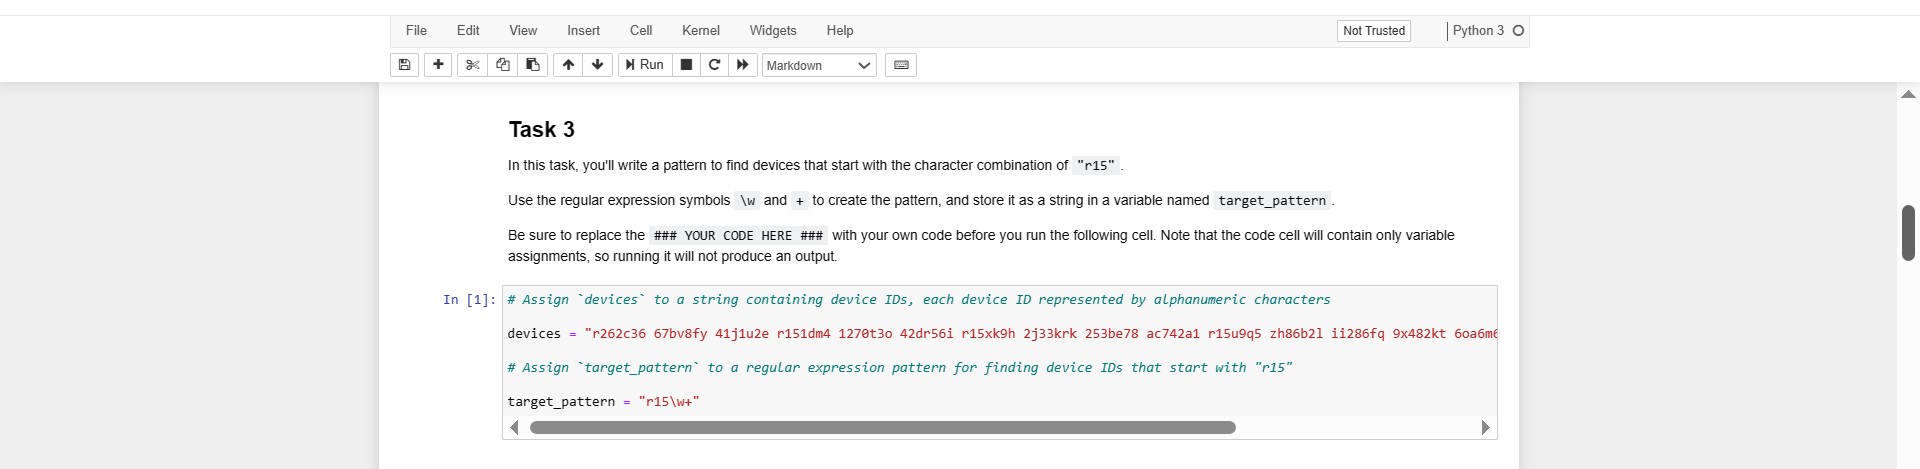 File Edit View Insert Cell Kernel Widgets Help Not Trusted Python 3
Run Markdown
Task 3
In this task, you'll write a pattern to find devices that start with the character combination of "r15" .
Use the regular expression symbols \w and + to create the pattern, and store it as a string in a variable named target_pattern .
Be sure to replace the ### YOUR CODE HERE ### with your own code before you run the following cell. Note that the code cell will contain only variable
assignments, so running it will not produce an output.
In [1]: # Assign `devices` to a string containing device IDs, each device ID represented by alphanumeric characters
devices = "r262c36 67bv8fy 41j1u2e r151dm4 1270t3o 42dr56i r15xk9h 2j33krk 253be78 ac742a1 r15u9q5 zh86b2l ii286fq 9x482kt 6oa6m6
# Assign `target_pattern` to a regular expression pattern for finding device IDs that start with "r15"
target_pattern = "r15\w+"